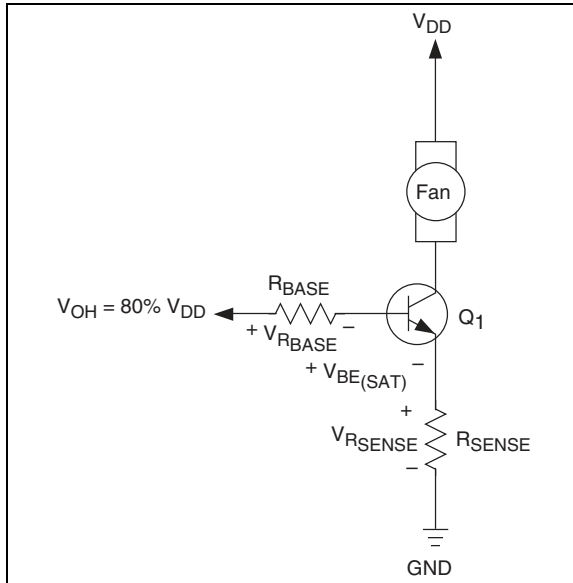 VDD
Fan
RBASE
VOH = 80% VDD
Q1
+ VRBASE −
+ VBE(SAT) −
+
VRSENSE RSENSE
−
GND